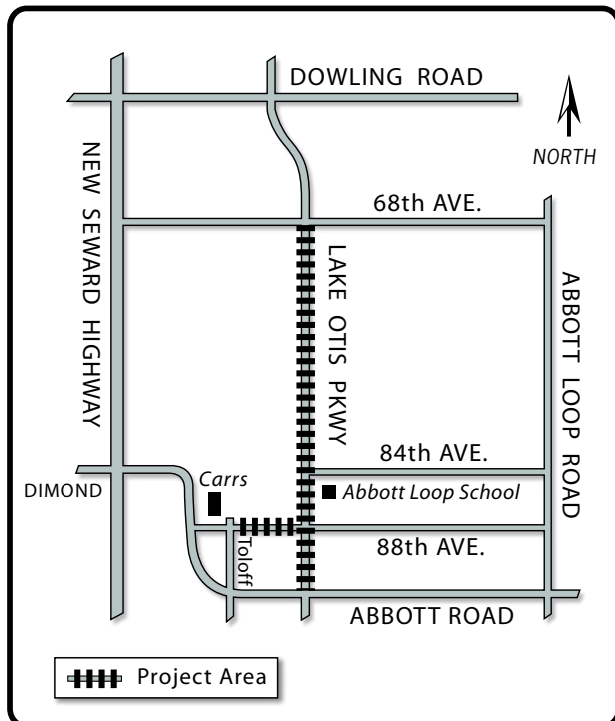 DOWLING ROAD
NORTH
NEW SEWARD HIGHWAY
68th AVE.
LAKE OTIS PKWY
ABBOTT LOOP ROAD
84th AVE.
Carrs
DIMOND
Abbott Loop School
Toloff
88th AVE.
ABBOTT ROAD
Project Area